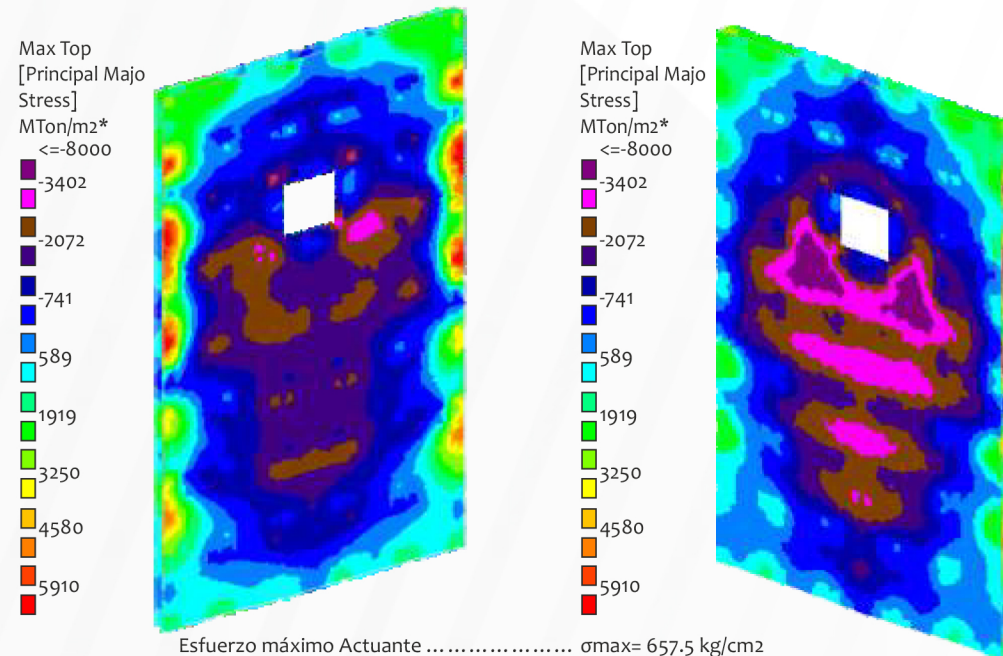 Max Top
[Principal Majo
Stress]
MTon/m2*
<=-8000
-3402
-2072
-741
589
1919
3250
4580
5910
Max Top
[Principal Majo
Stress]
MTon/m2*
<=-8000
-3402
-2072
-741
589
1919
3250
4580
5910
Esfuerzo máximo Actuante ………………… σmax= 657.5 kg/cm2